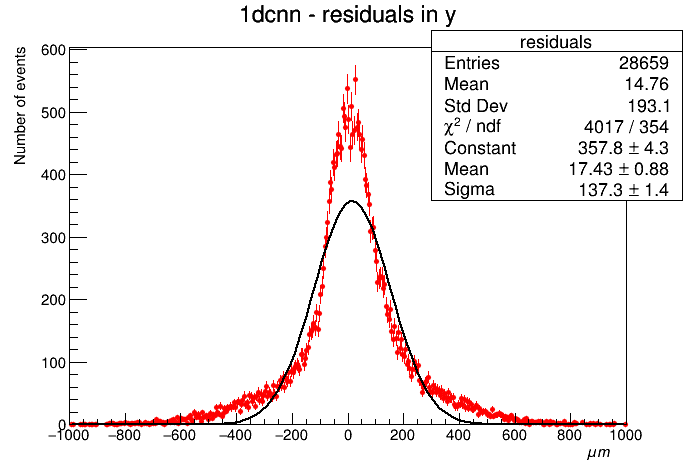 1dcnn - residuals in y
residuals
Entries 28659
Mean 14.76
Std Dev 193.1
χ² / ndf 4017 / 354
Constant 357.8 ± 4.3
Mean 17.43 ± 0.88
Sigma 137.3 ± 1.4
Number of events
600
500
400
300
200
100
0
−1000 −800 −600 −400 −200 0 200 400 600 800 1000
μm